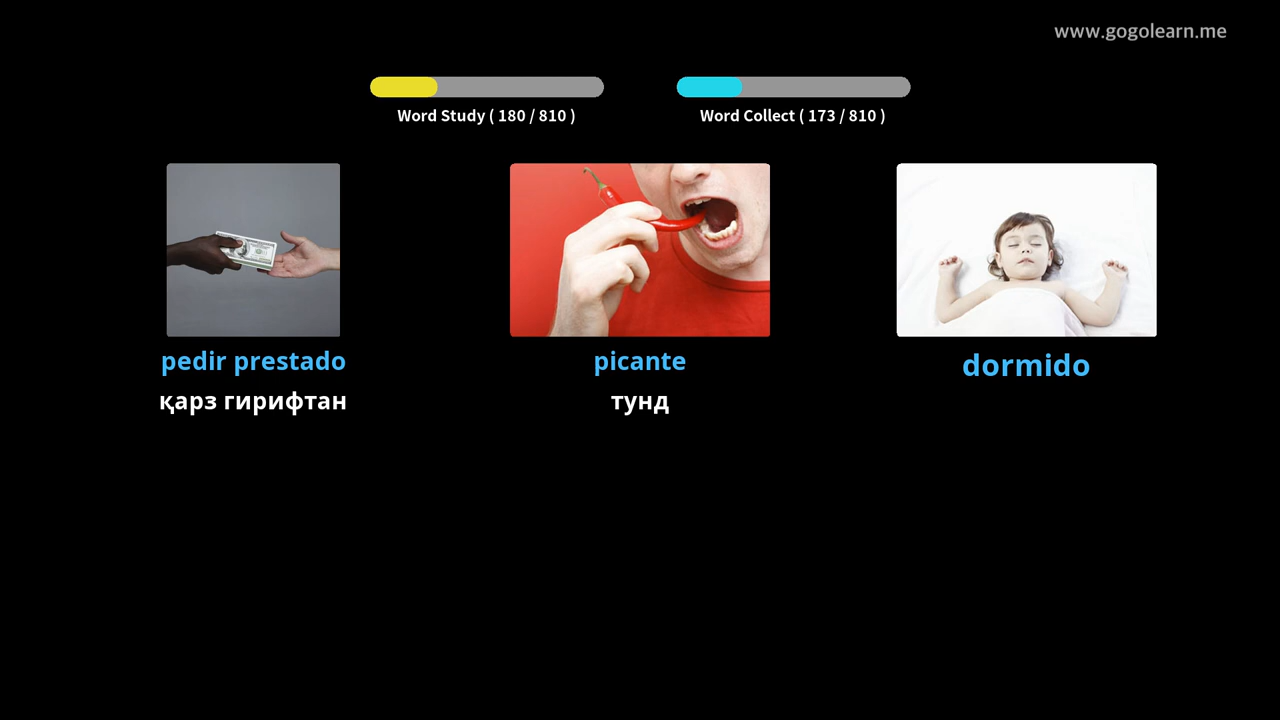 www.gogolearn.me
Word Study ( 180 / 810 )
Word Collect ( 173 / 810 )
pedir prestado
қарз гирифтан
picante
тунд
dormido